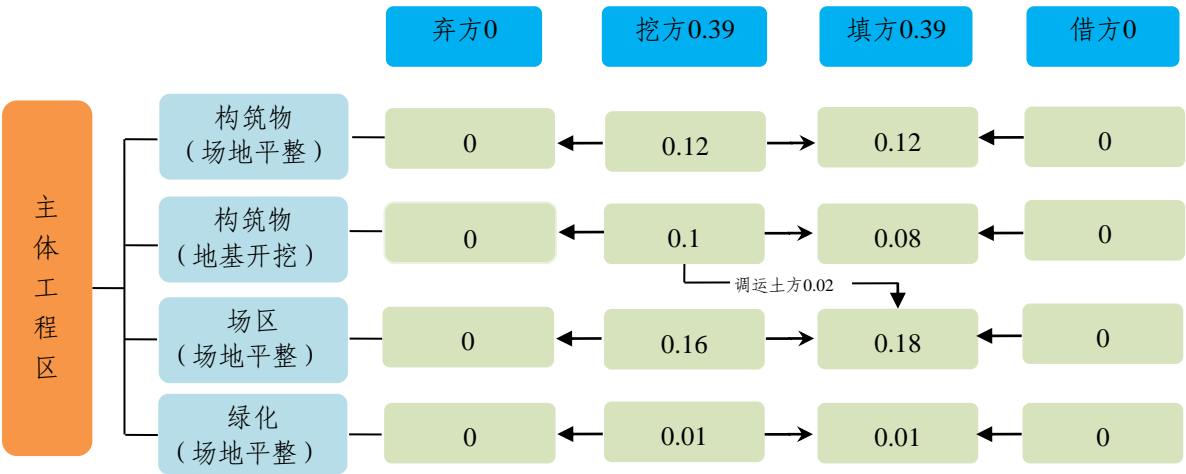 弃方0
挖方0.39
填方0.39
借方0
主体工程区
构筑物
（场地平整）
0
0.12
0.12
0
构筑物
（地基开挖）
0
0.1
0.08
0
调运土方0.02
场区
（场地平整）
0
0.16
0.18
0
绿化
（场地平整）
0
0.01
0.01
0